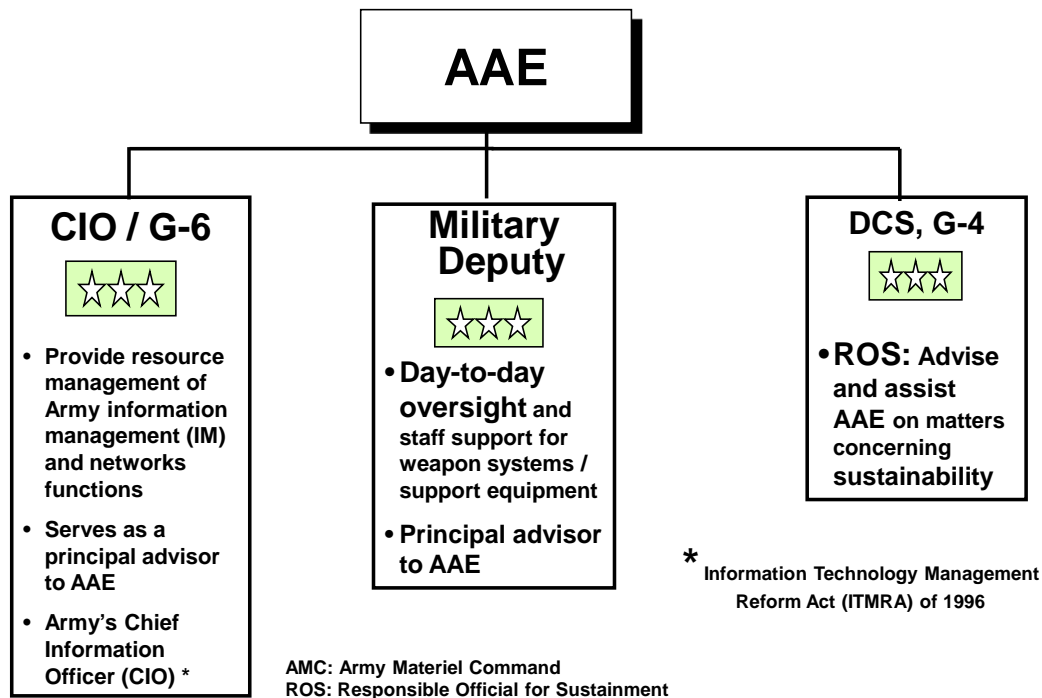 AAE
CIO / G-6
• Provide resource
management of
Army information
management (IM)
and networks
functions
• Serves as a
principal advisor
to AAE
• Army's Chief
Information
Officer (CIO) *
Military
Deputy
• Day-to-day
oversight and
staff support for
weapon systems /
support equipment
• Principal advisor
to AAE
DCS, G-4
• ROS: Advise
and assist
AAE on matters
concerning
sustainability
* Information Technology Management
Reform Act (ITMRA) of 1996
AMC: Army Materiel Command
ROS: Responsible Official for Sustainment